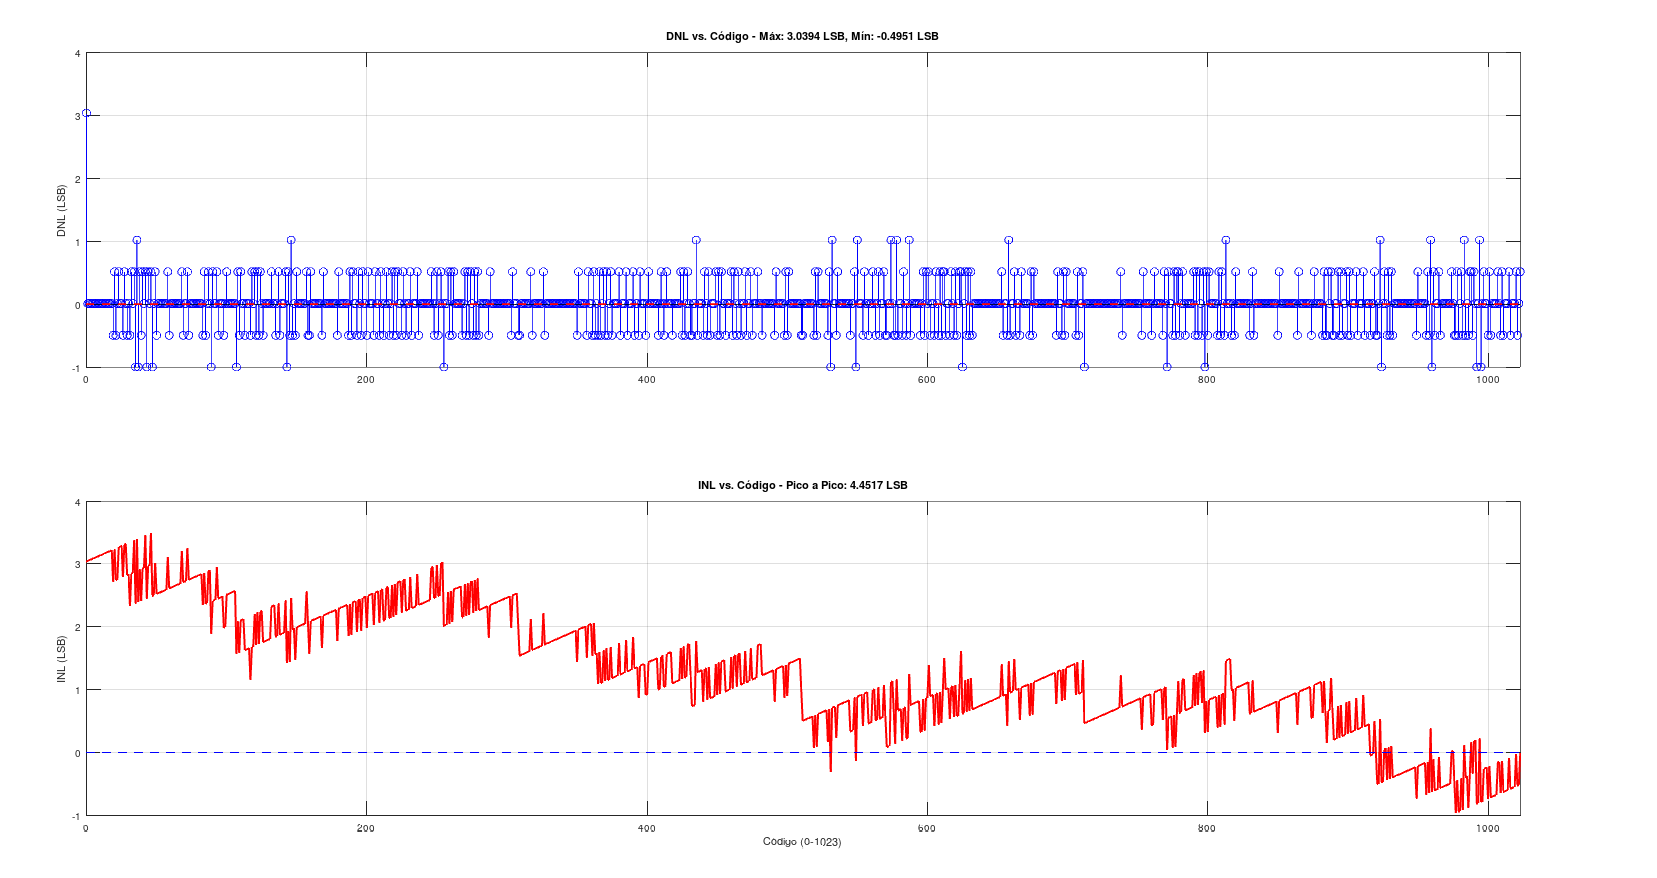 DNL vs. Código - Máx: 3.0394 LSB, Mín: -0.4951 LSB
4
3
2
1
0
-1
DNL (LSB)
0 200 400 600 800 1000
INL vs. Código - Pico a Pico: 4.4517 LSB
4
3
2
1
0
-1
INL (LSB)
0 200 400 600 800 1000
Código (0-1023)